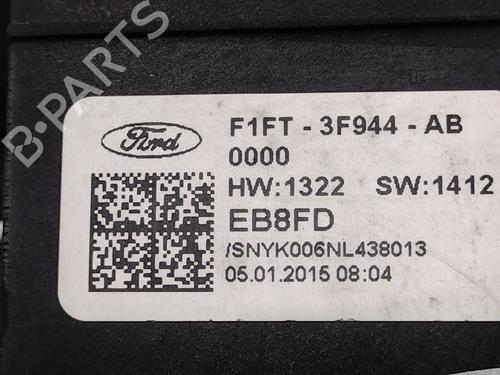 B-PARTS
Ford
F1FT - 3F944 - AB
0000
HW:1322 SW:1412
EB8FD
/SNYK006NL438013
05.01.2015 08:04